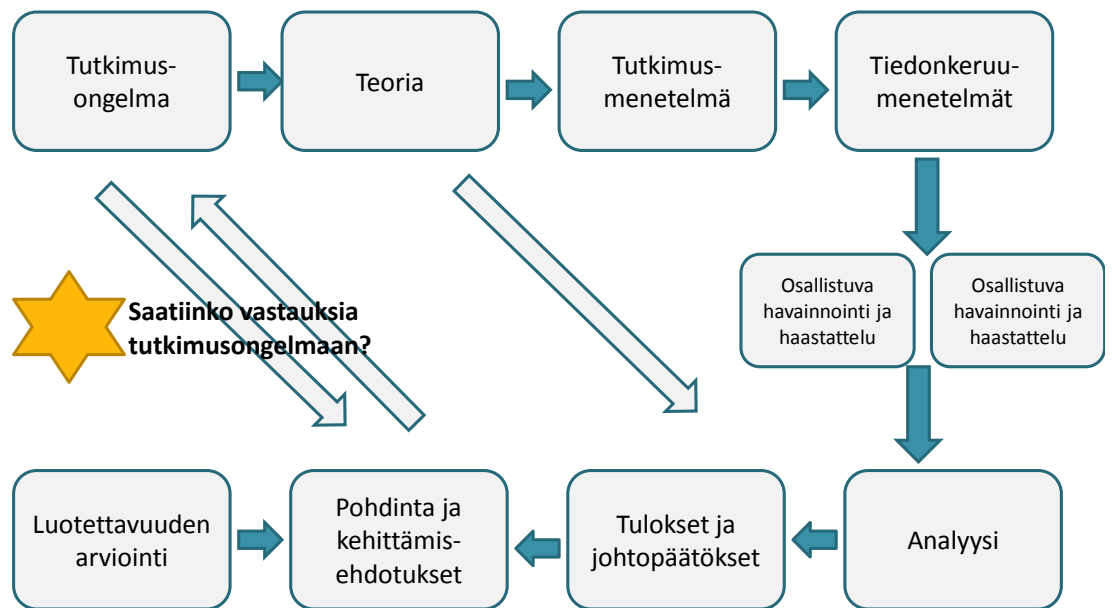 Tutkimus-
ongelma
Teoria
Tutkimus-
menetelmä
Tiedonkeruu-
menetelmät
Osallistuva
havainnointi ja
haastattelu
Osallistuva
havainnointi ja
haastattelu
Saatiinko vastauksia
tutkimusongelmaan?
Luotettavuuden
arviointi
Pohdinta ja
kehittämis-
ehdotukset
Tulokset ja
johtopäätökset
Analyysi